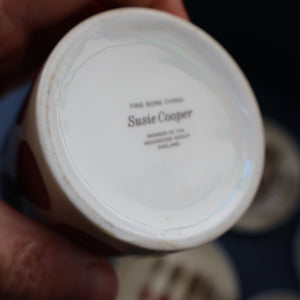 FINE BONE CHINA
Susie Cooper
MEMBER OF THE
WEDGWOOD GROUP
ENGLAND